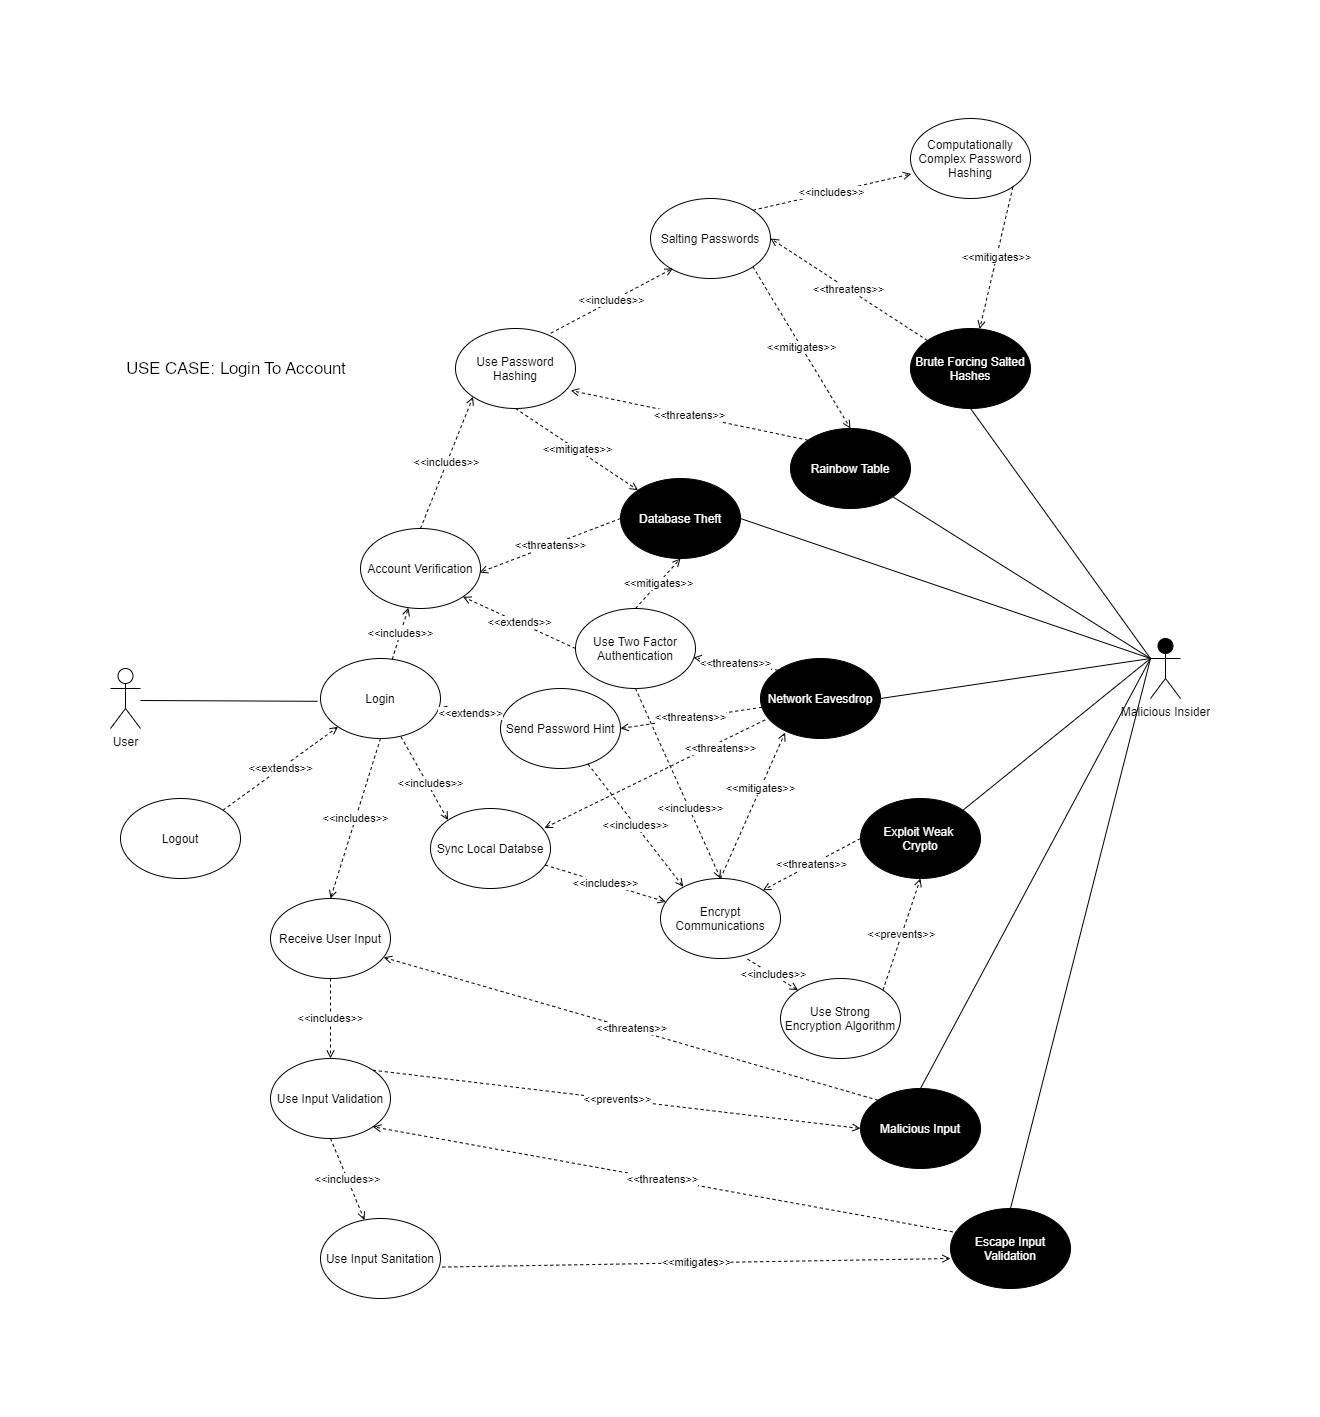 Computationally
Complex Password
Hashing
<<includes>>
Salting Passwords
<<mitigates>>
<<threatens>>
<<includes>>
<<mitigates>>
USE CASE: Login To Account
Use Password
Hashing
Brute Forcing Salted
Hashes
<<threatens>>
<<mitigates>>
<<includes>>
Rainbow Table
Database Theft
<<threatens>>
Account Verification
<<mitigates>>
<<extends>>
<<includes>>
Use Two Factor
Authentication
<<threatens>>
Login
Network Eavesdrop
<<extends>>
<<threatens>>
Malicious Insider
Send Password Hint
User
<<threatens>>
<<extends>>
<<includes>>
<<mitigates>>
<<includes>>
<<includes>>
<<includes>>
Logout
Sync Local Databse
Exploit Weak
Crypto
<<threatens>>
<<includes>>
Encrypt
Communications
<<prevents>>
Receive User Input
<<includes>>
Use Strong
Encryption Algorithm
<<includes>>
<<threatens>>
Use Input Validation
<<prevents>>
Malicious Input
<<includes>>
<<threatens>>
Use Input Sanitation
<<mitigates>>
Escape Input
Validation